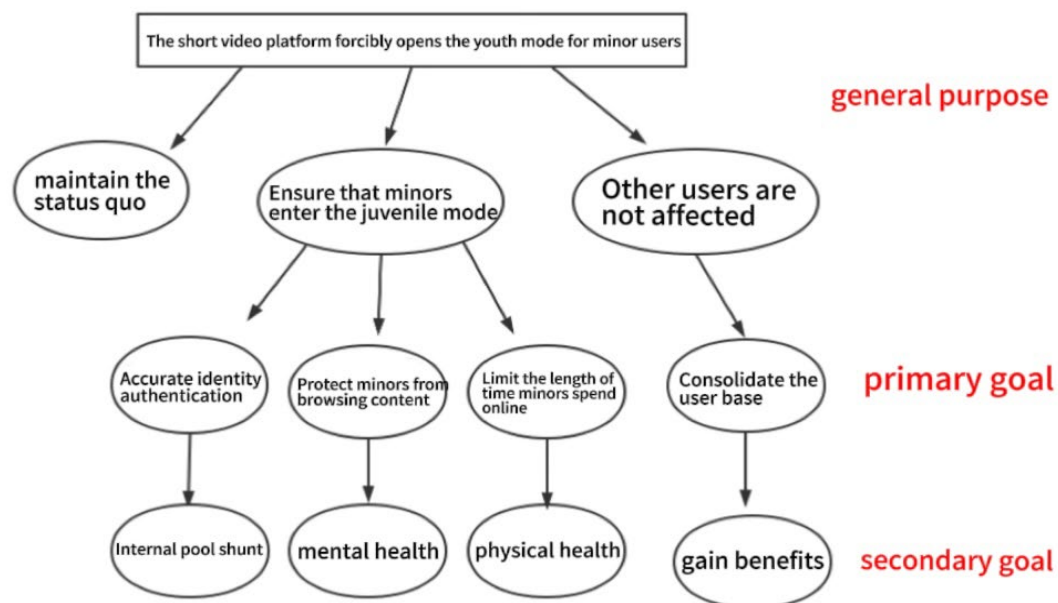 The short video platform forcibly opens the youth mode for minor users
general purpose
maintain the
status quo
Ensure that minors
enter the juvenile mode
Other users are
not affected
Accurate identity
authentication
Protect minors from
browsing content
Limit the length of
time minors spend
online
Consolidate the
user base
primary goal
Internal pool shunt
mental health
physical health
gain benefits
secondary goal